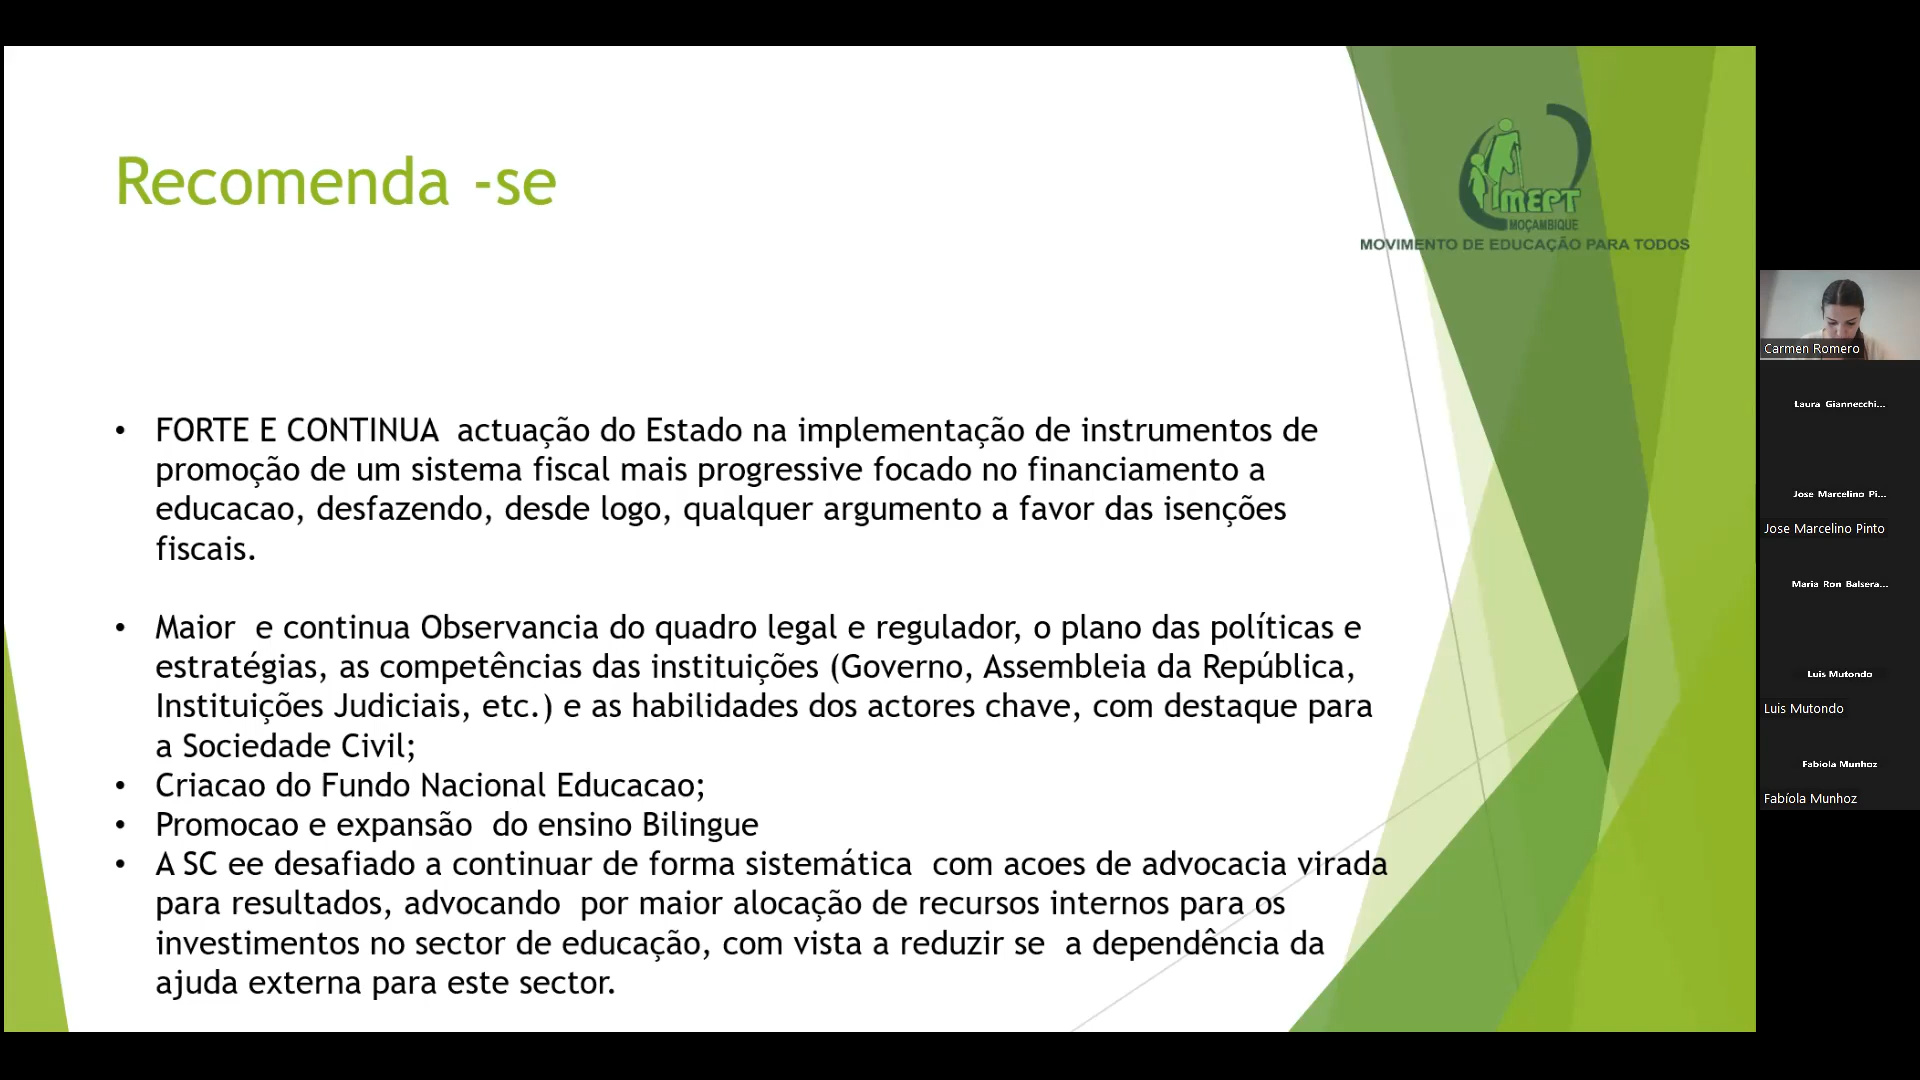 Recomenda -se
MEPT
MOÇAMBIQUE
MOVIMENTO DE EDUCAÇÃO PARA TODOS
• FORTE E CONTINUA  actuação do Estado na implementação de instrumentos de
promoção de um sistema fiscal mais progressive focado no financiamento a
educacao, desfazendo, desde logo, qualquer argumento a favor das isenções
fiscais.
• Maior  e continua Observancia do quadro legal e regulador, o plano das políticas e
estratégias, as competências das instituições (Governo, Assembleia da República,
Instituições Judiciais, etc.) e as habilidades dos actores chave, com destaque para
a Sociedade Civil;
• Criacao do Fundo Nacional Educacao;
• Promocao e expansão  do ensino Bilingue
• A SC ee desafiado a continuar de forma sistemática  com acoes de advocacia virada
para resultados, advocando  por maior alocação de recursos internos para os
investimentos no sector de educação, com vista a reduzir se  a dependência da
ajuda externa para este sector.
Carmen Romero
Laura Giannecchi...
Jose Marcelino Pi...
Jose Marcelino Pinto
Maria Ron Balsera...
Luis Mutondo
Luis Mutondo
Fabíola Munhoz
Fabíola Munhoz